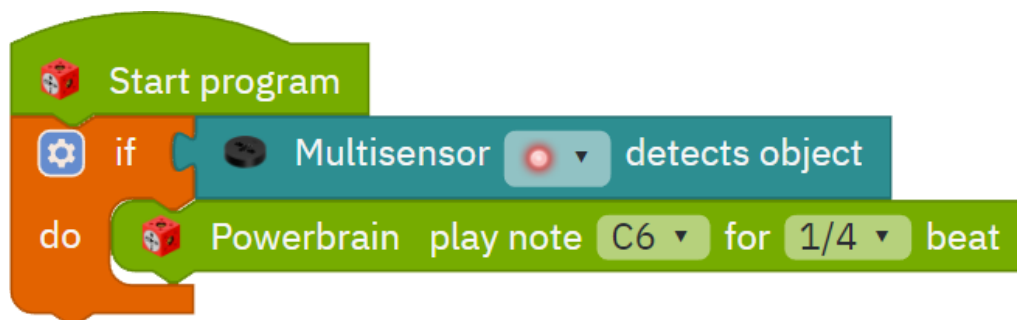 Start program
if Multisensor detects object
do Powerbrain play note C6 for 1/4 beat